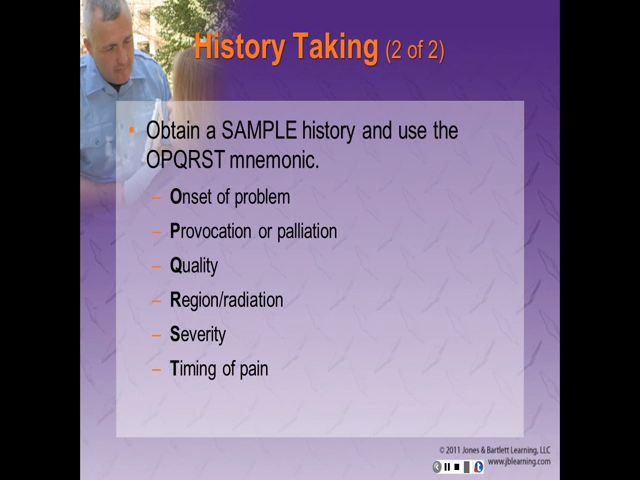 History Taking (2 of 2)
• Obtain a SAMPLE history and use the
OPQRST mnemonic.
– Onset of problem
– Provocation or palliation
– Quality
– Region/radiation
– Severity
– Timing of pain
© 2011 Jones & Bartlett Learning, LLC
www.jblearning.com